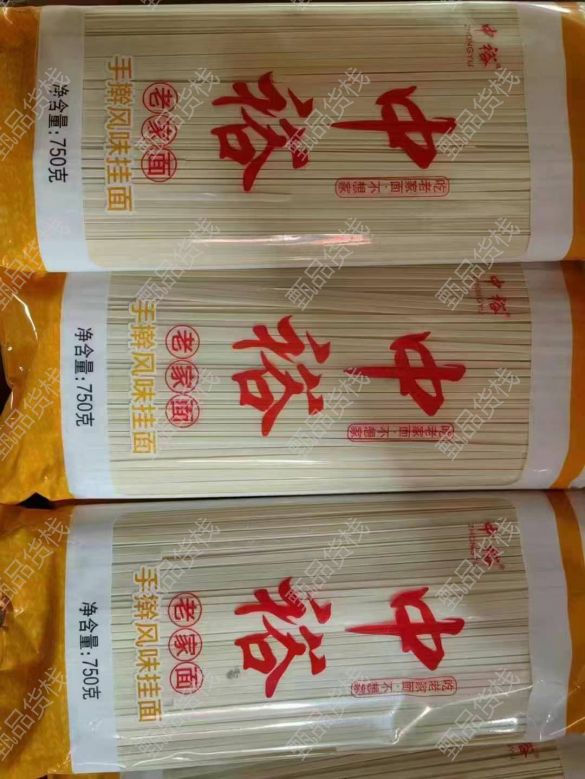 中裕®
ZHONGYU
中裕
吃老家面·不想家
老家面
手擀风味挂面
净含量:750克
中裕®
中裕
吃老家面·不想家
老家面
手擀风味挂面
净含量:750克
中裕®
中裕
吃老家面·不想家
老家面
手擀风味挂面
净含量:750克
甄品货栈